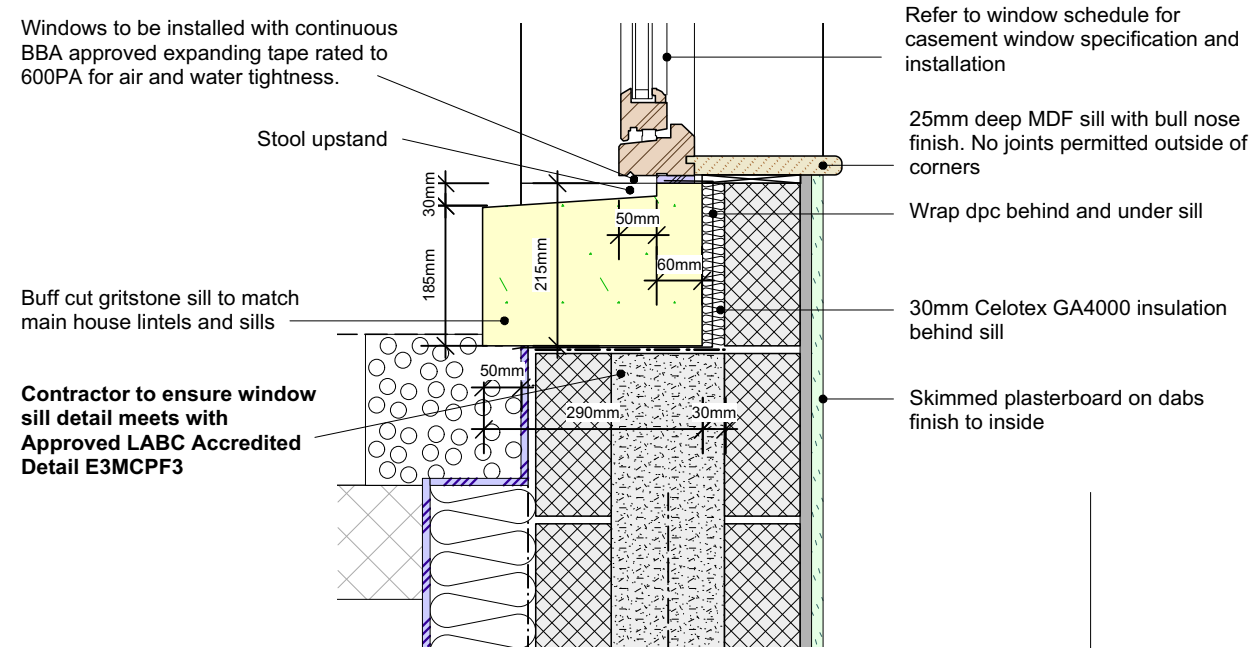 Windows to be installed with continuous
BBA approved expanding tape rated to
600PA for air and water tightness.
Stool upstand
Buff cut gritstone sill to match
main house lintels and sills
Contractor to ensure window
sill detail meets with
Approved LABC Accredited
Detail E3MCPF3
30mm
185mm
215mm
50mm
60mm
50mm
290mm
30mm
Refer to window schedule for
casement window specification and
installation
25mm deep MDF sill with bull nose
finish. No joints permitted outside of
corners
Wrap dpc behind and under sill
30mm Celotex GA4000 insulation
behind sill
Skimmed plasterboard on dabs
finish to inside